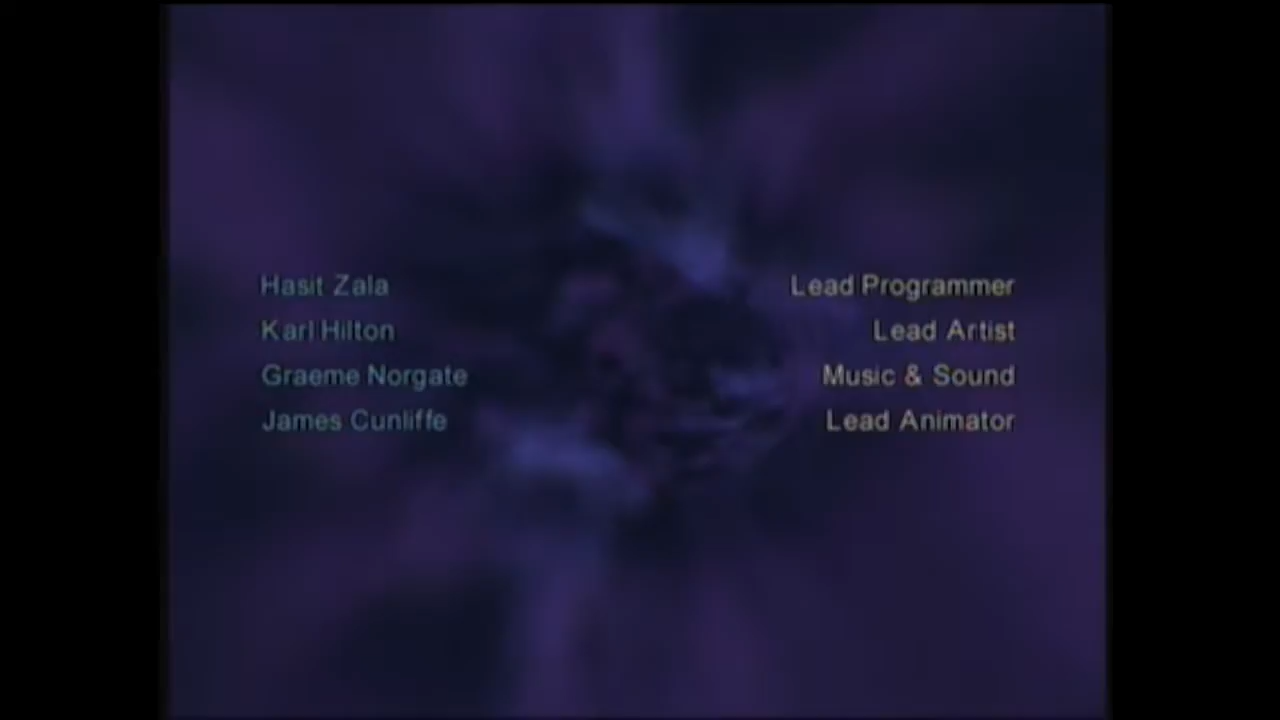 Hasit Zala Lead Programmer
Karl Hilton Lead Artist
Graeme Norgate Music & Sound
James Cunliffe Lead Animator